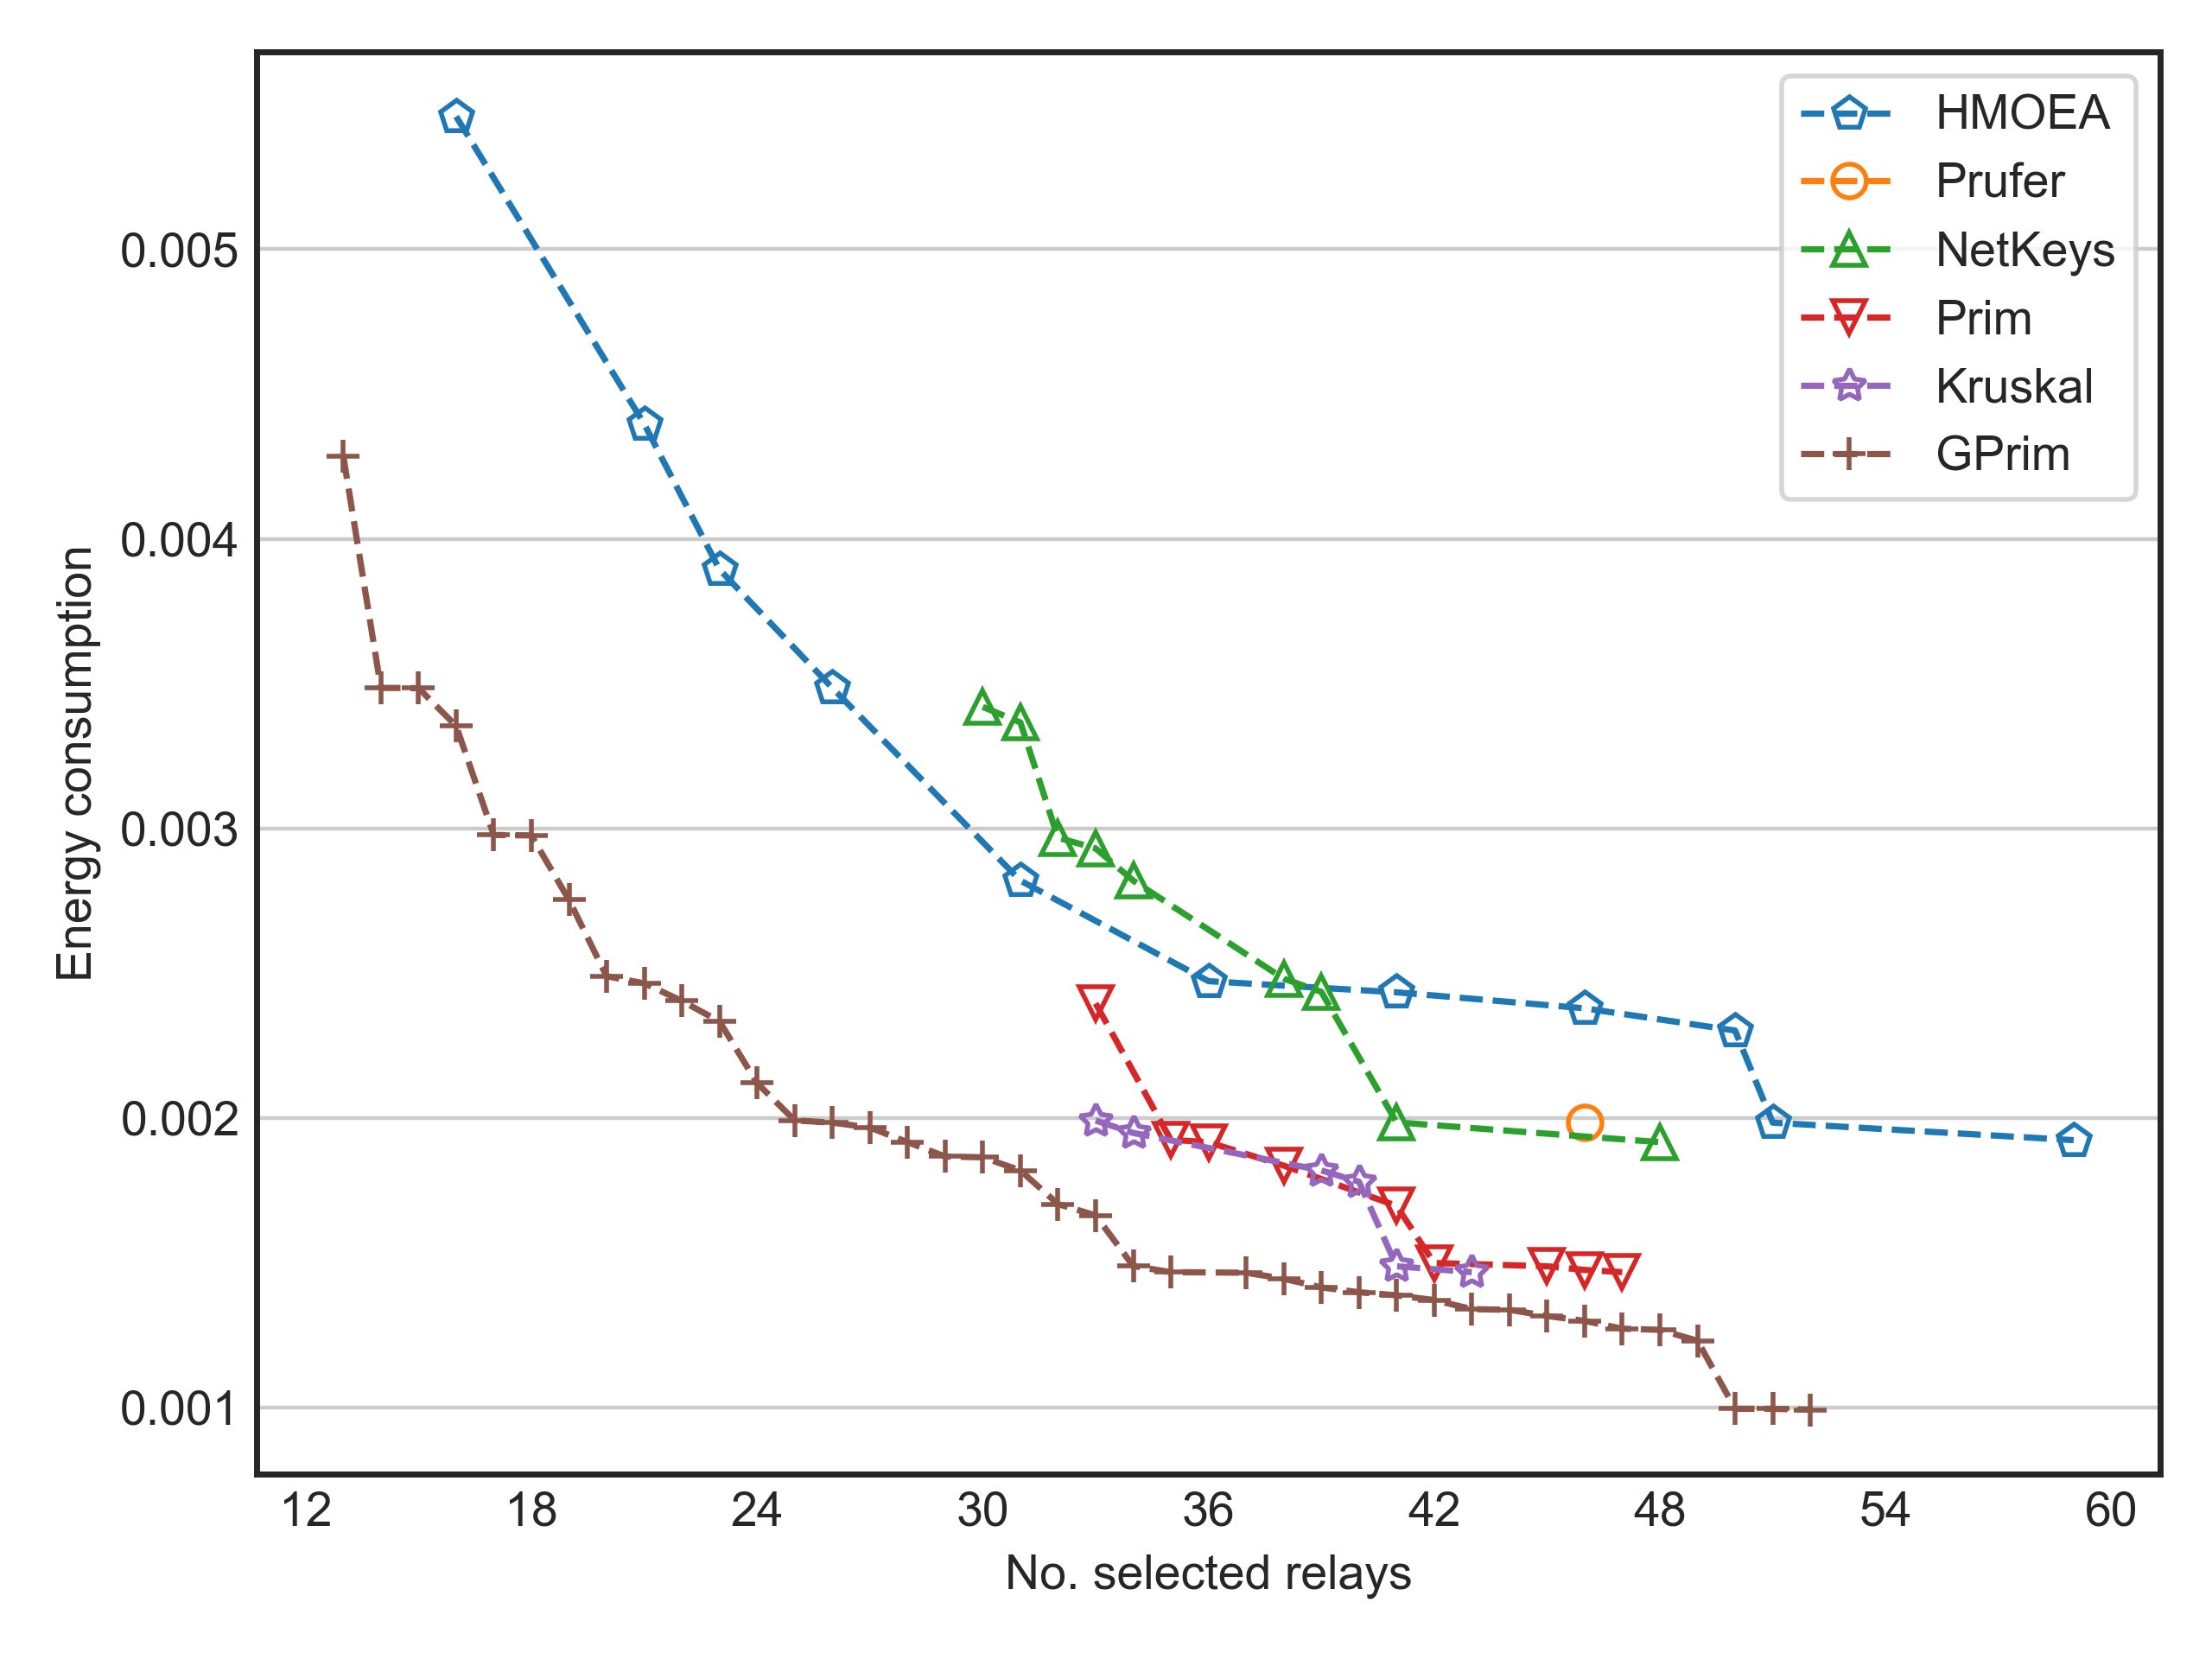 HMOEA
Prufer
NetKeys
Prim
Kruskal
GPrim
Energy consumption
0.005
0.004
0.003
0.002
0.001
12 18 24 30 36 42 48 54 60
No. selected relays